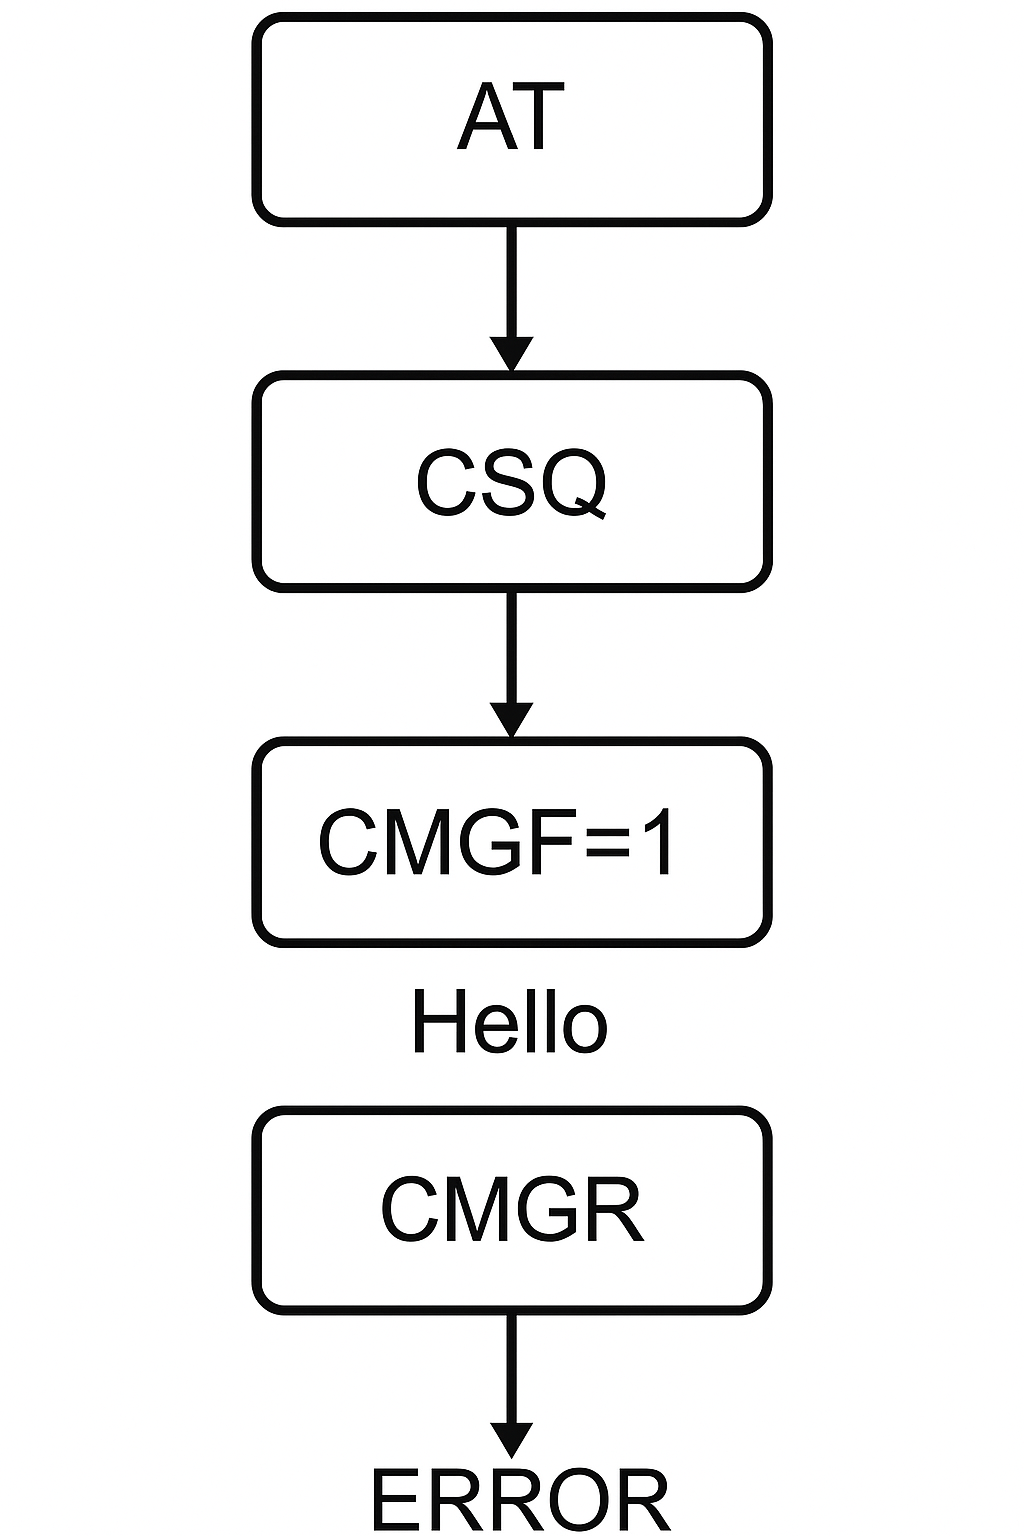 AT
CSQ
CMGF=1
Hello
CMGR
ERROR